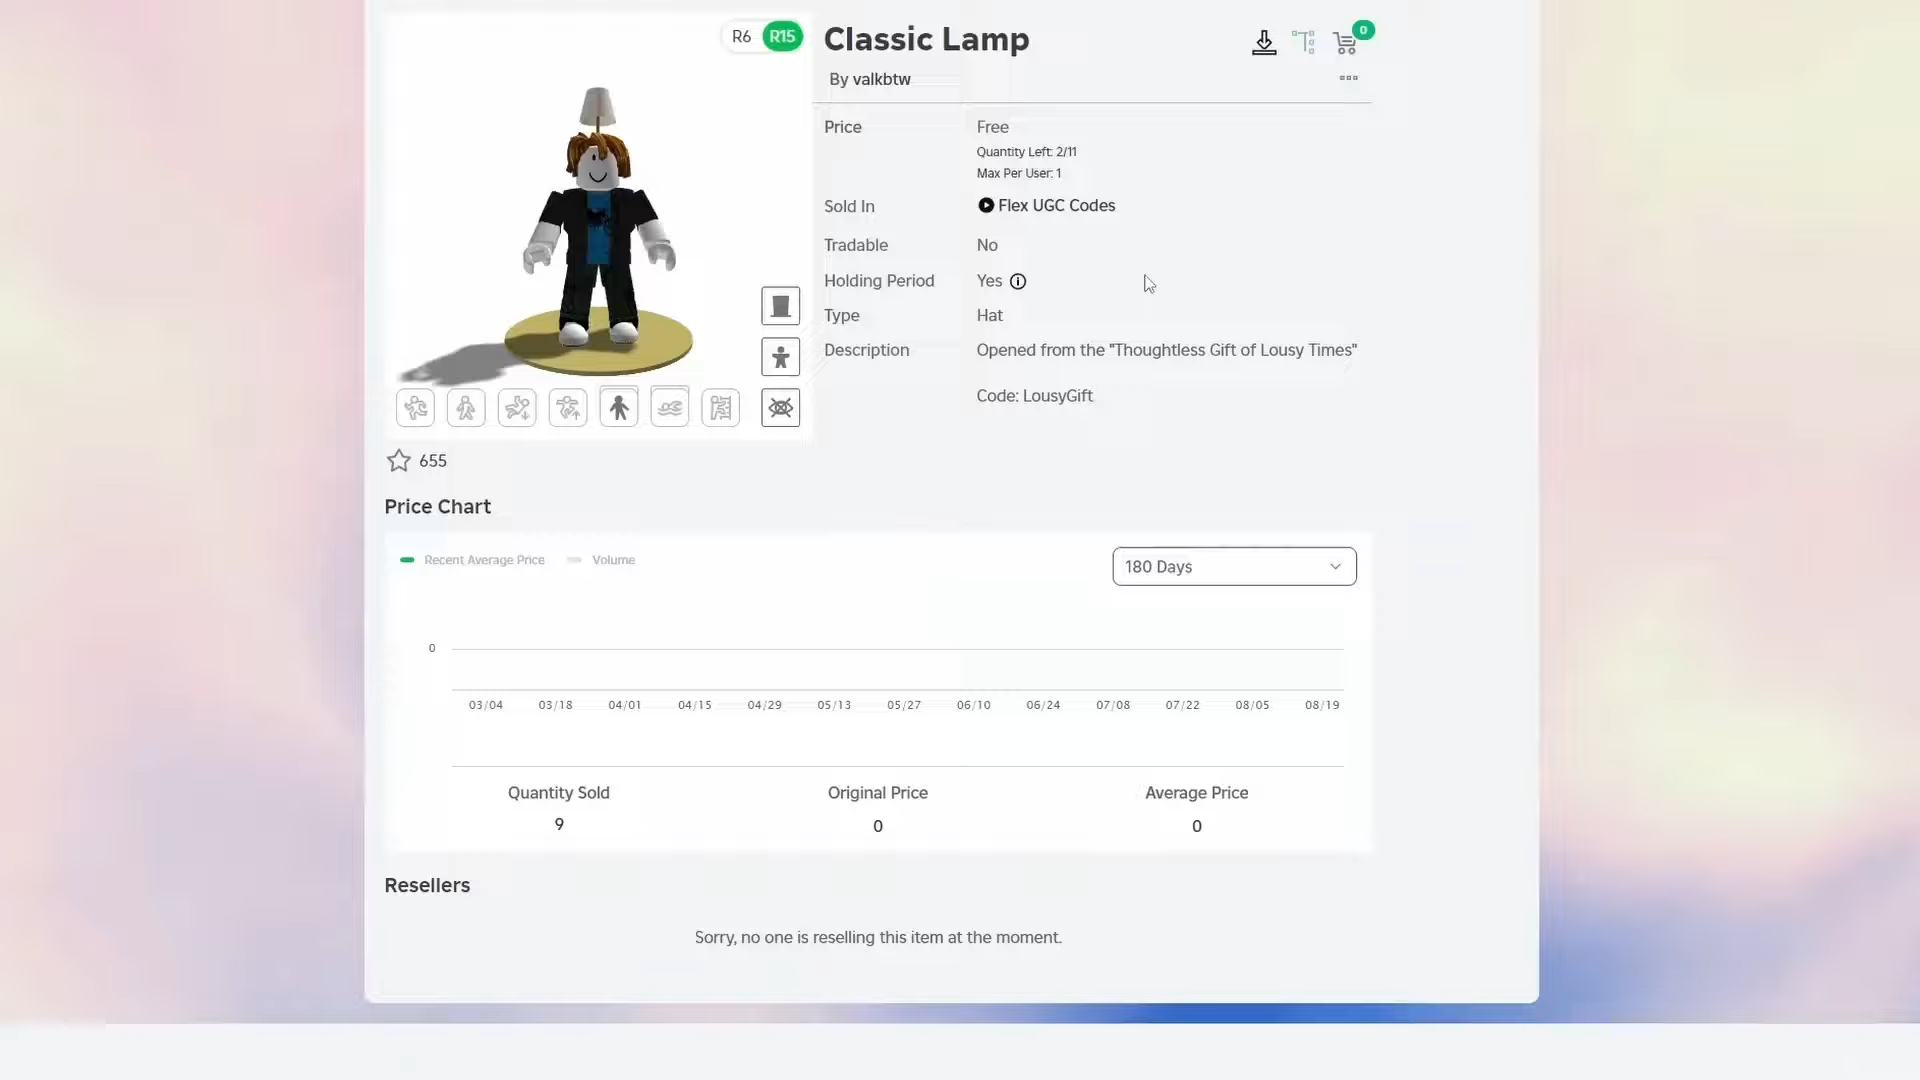 R6 R15
Classic Lamp
0
By valkbtw
Price Free
Quantity Left: 2/11
Max Per User: 1
Sold In Flex UGC Codes
Tradable No
Holding Period Yes
Type Hat
Description Opened from the "Thoughtless Gift of Lousy Times"
Code: LousyGift
655
Price Chart
Recent Average Price Volume
180 Days
0
03/04 03/18 04/01 04/15 04/29 05/13 05/27 06/10 06/24 07/08 07/22 08/05 08/19
Quantity Sold Original Price Average Price
9 0 0
Resellers
Sorry, no one is reselling this item at the moment.